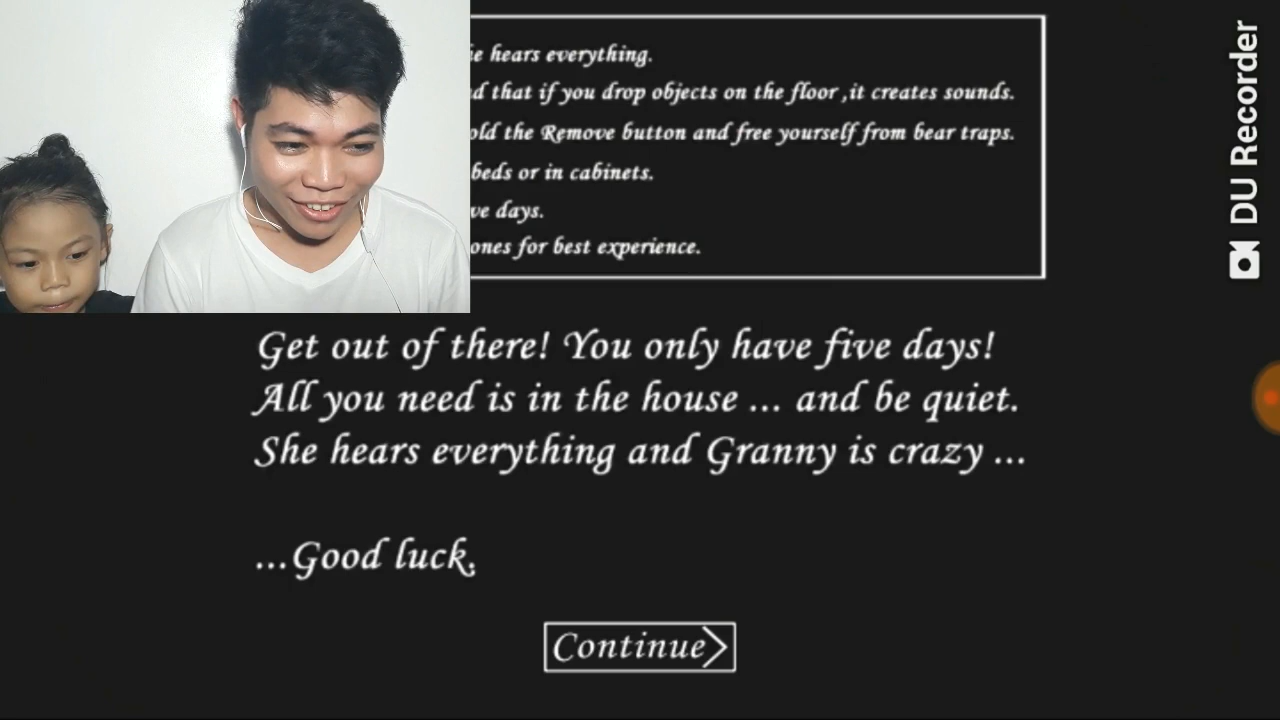 hears everything.
that if you drop objects on the floor ,it creates sounds.
the Remove button and free yourself from bear traps.
beds or in cabinets.
days.
for best experience.
Get out of there! You only have five days!
All you need is in the house ... and be quiet.
She hears everything and Granny is crazy ...
...Good luck.
Continue
DU Recorder